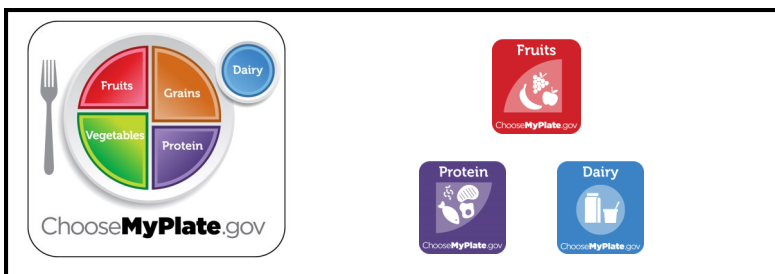 Fruits
Grains
Dairy
Vegetables
Protein
ChooseMyPlate.gov
Fruits
ChooseMyPlate.gov
Protein
ChooseMyPlate.gov
Dairy
ChooseMyPlate.gov